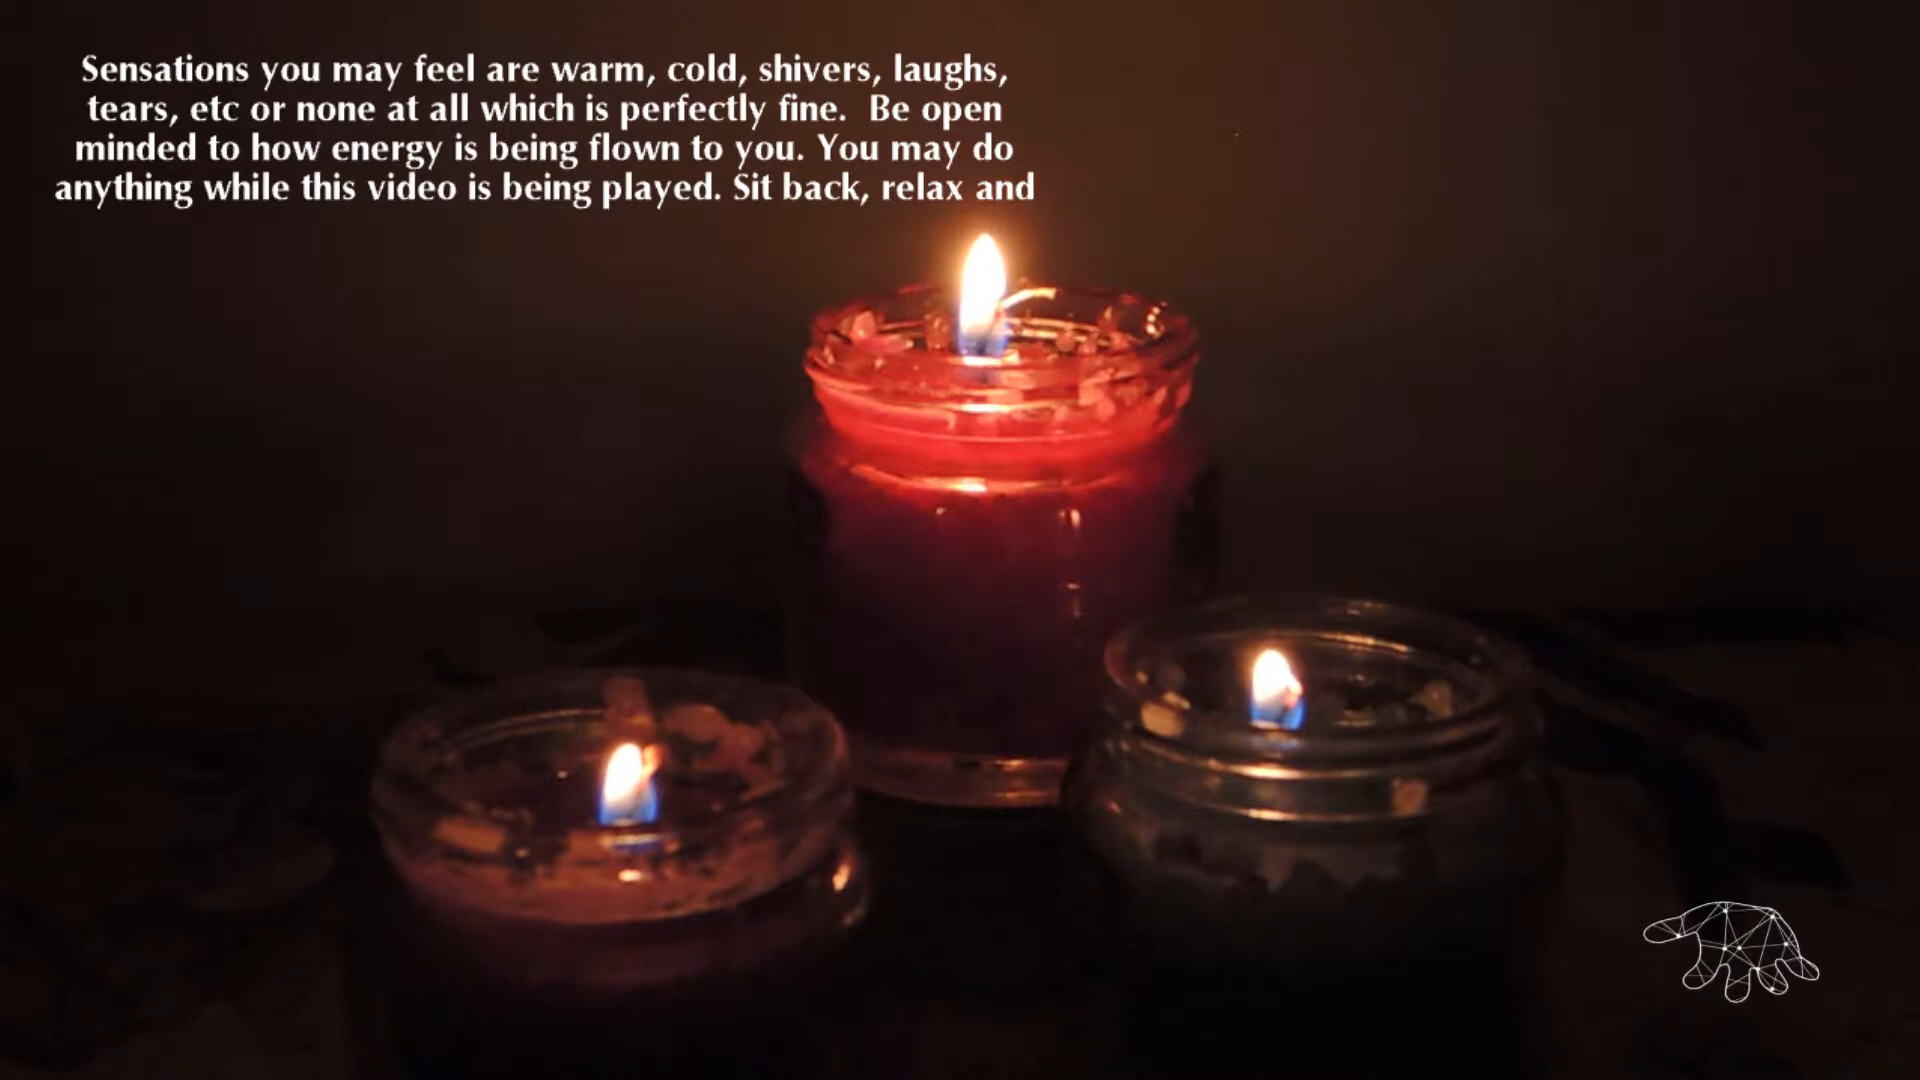 Sensations you may feel are warm, cold, shivers, laughs,
tears, etc or none at all which is perfectly fine.  Be open
minded to how energy is being flown to you. You may do
anything while this video is being played. Sit back, relax and